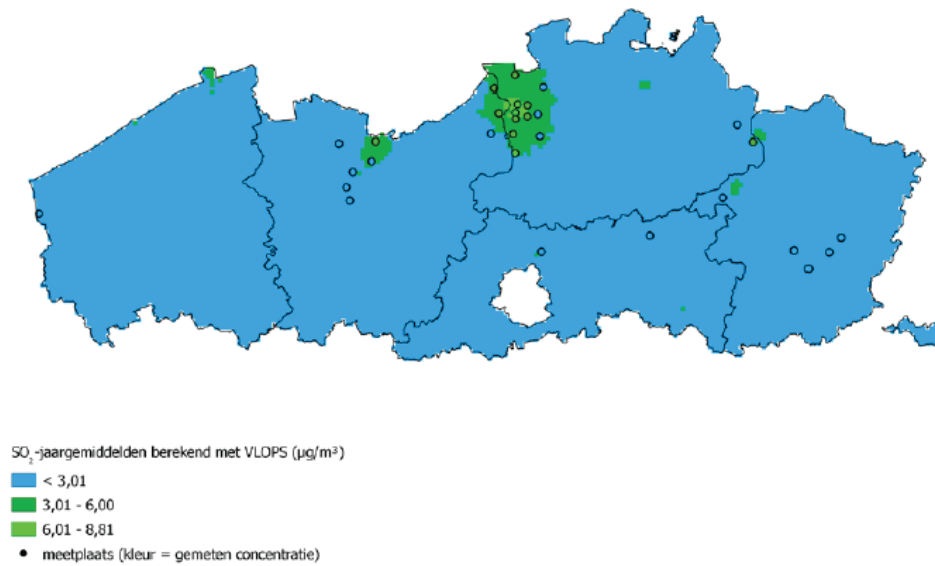 SO₂-jaargemiddelden berekend met VLOPS (µg/m³)
< 3,01
3,01 - 6,00
6,01 - 8,81
meetplaats (kleur = gemeten concentratie)